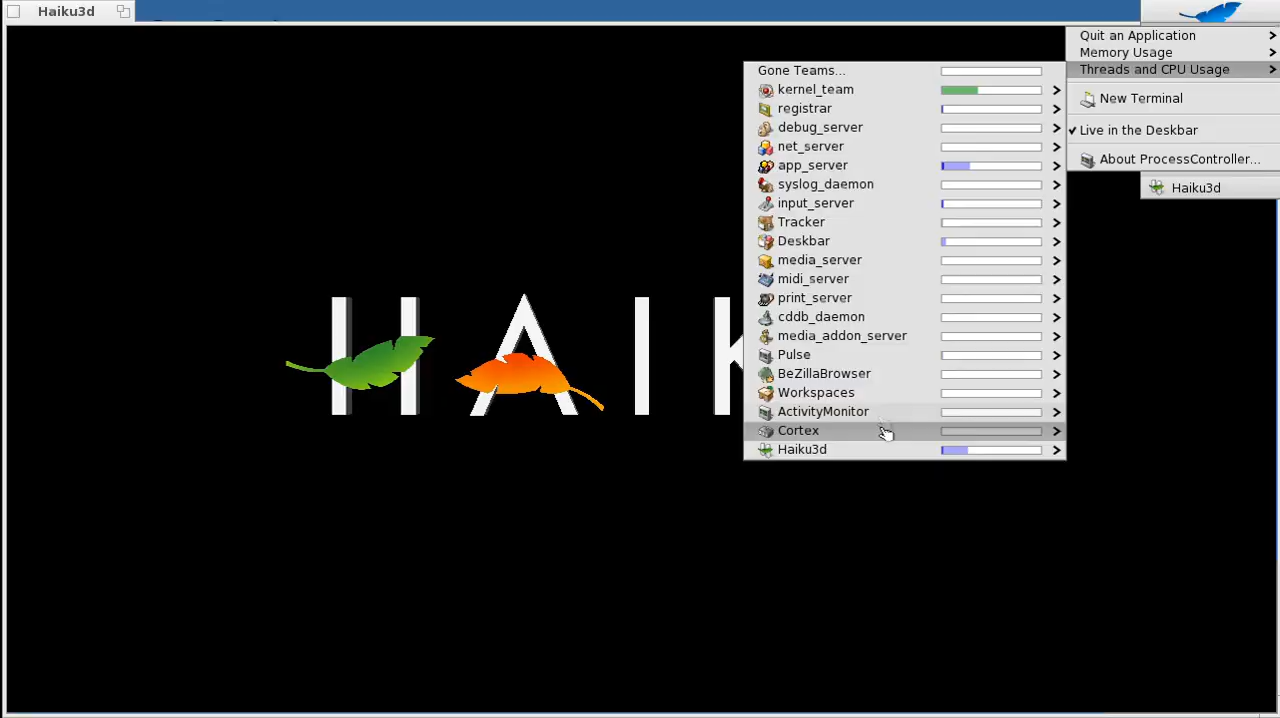 Haiku3d
Quit an Application
Memory Usage
Threads and CPU Usage
New Terminal
Live in the Deskbar
About ProcessController...
Haiku3d
Gone Teams...
kernel_team
registrar
debug_server
net_server
app_server
syslog_daemon
input_server
Tracker
Deskbar
media_server
midi_server
print_server
cddb_daemon
media_addon_server
Pulse
BeZillaBrowser
Workspaces
ActivityMonitor
Cortex
Haiku3d
H A I K